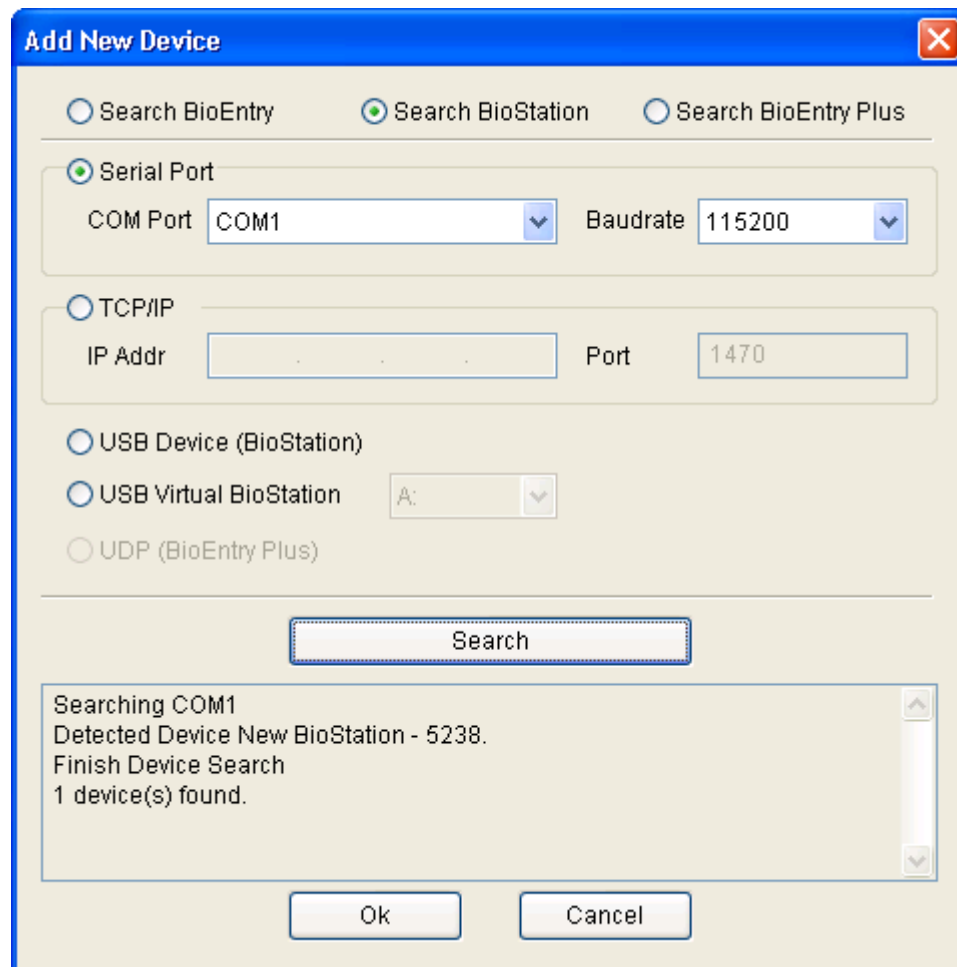 Add New Device
Search BioEntry Search BioStation Search BioEntry Plus
Serial Port
COM Port COM1 Baudrate 115200
TCP/IP
IP Addr . . . Port 1470
USB Device (BioStation)
USB Virtual BioStation A:
UDP (BioEntry Plus)
Search
Searching COM1
Detected Device New BioStation - 5238.
Finish Device Search
1 device(s) found.
Ok Cancel